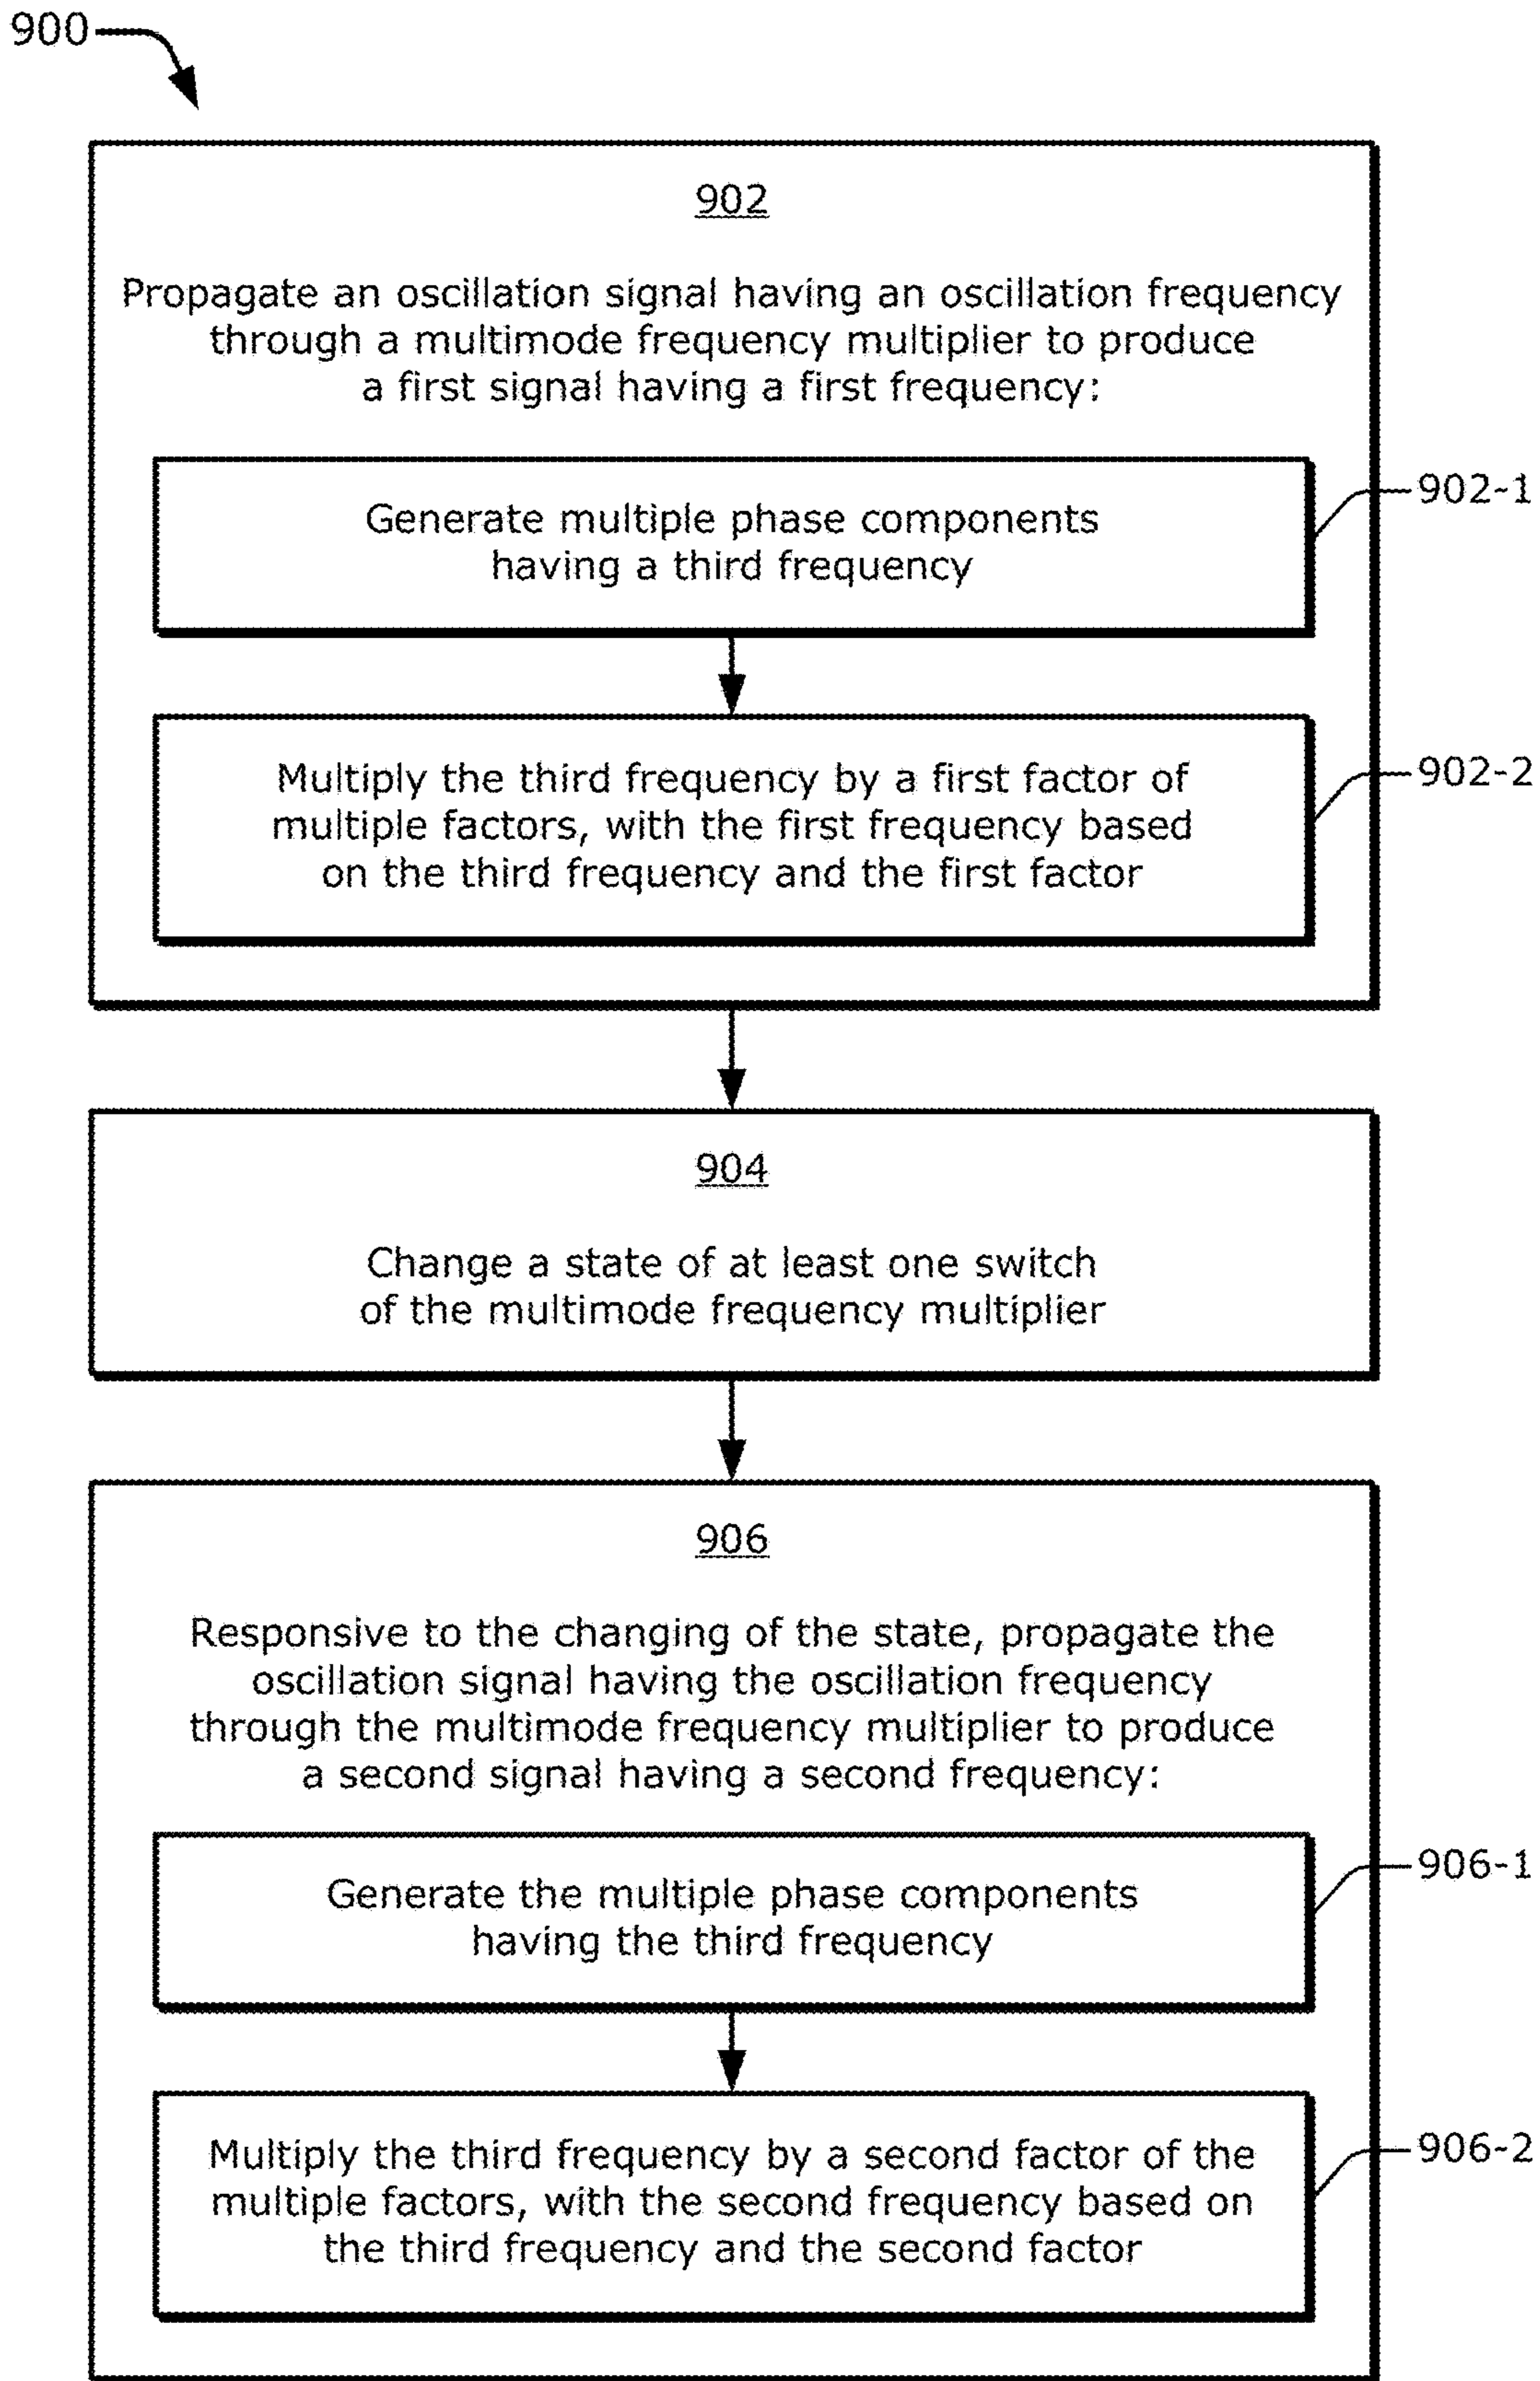 900
902
Propagate an oscillation signal having an oscillation frequency
through a multimode frequency multiplier to produce
a first signal having a first frequency:
902-1
Generate multiple phase components
having a third frequency
902-2
Multiply the third frequency by a first factor of
multiple factors, with the first frequency based
on the third frequency and the first factor
904
Change a state of at least one switch
of the multimode frequency multiplier
906
Responsive to the changing of the state, propagate the
oscillation signal having the oscillation frequency
through the multimode frequency multiplier to produce
a second signal having a second frequency:
906-1
Generate the multiple phase components
having the third frequency
906-2
Multiply the third frequency by a second factor of the
multiple factors, with the second frequency based on
the third frequency and the second factor